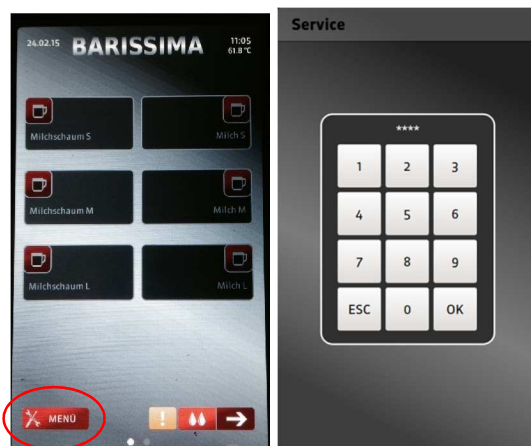 24.02.15 BARISSIMA 11:05
61.8°C
Milchschaum S Milch S
Milchschaum M Milch M
Milchschaum L Milch L
MENÜ !
Service
****
1 2 3
4 5 6
7 8 9
ESC 0 OK